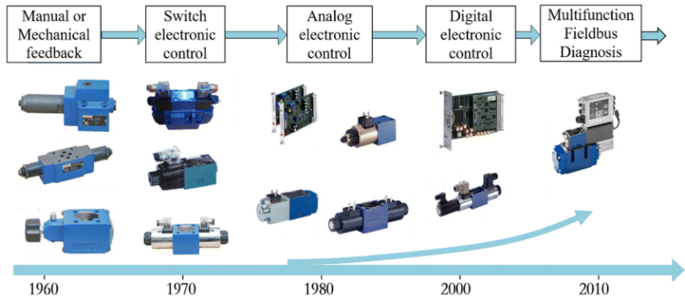 Manual or
Mechanical
feedback
Switch
electronic
control
Analog
electronic
control
Digital
electronic
control
Multifunction
Fieldbus
Diagnosis
1960
1970
1980
2000
2010